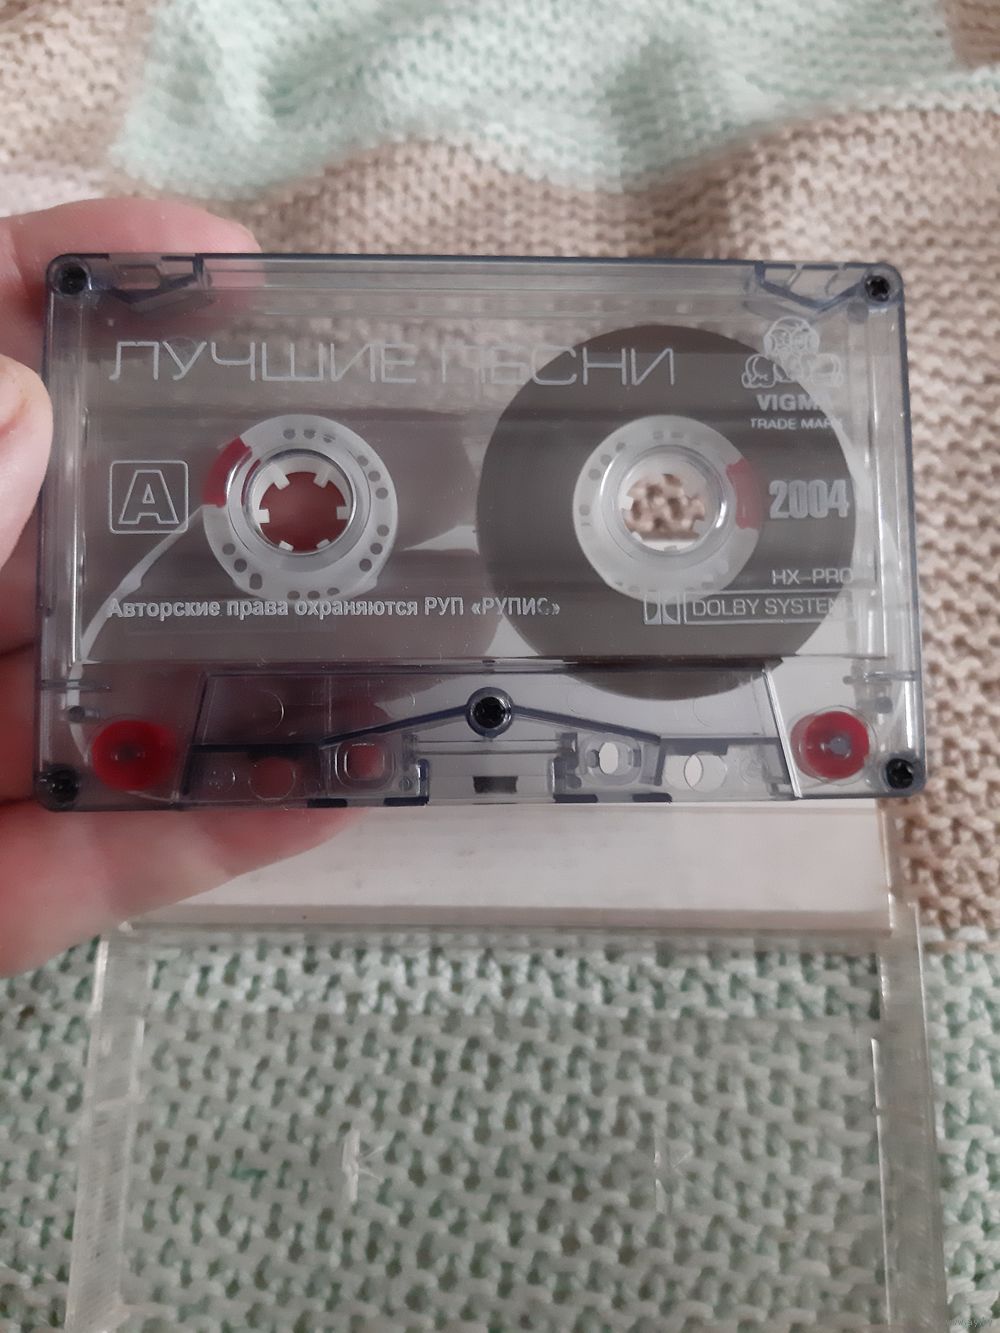 ЛУЧШИЕ ПЕСНИ
VIGMA
TRADE MARK
A
2004
HX-PRO
Авторские права охраняются РУП «РУПИС»
DOLBY SYSTEM